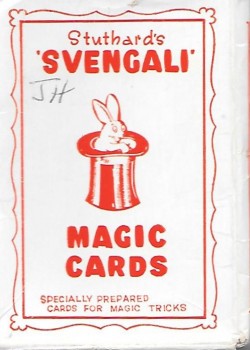 Stuthard's
'SVENGALI'
JH
MAGIC
CARDS
SPECIALLY PREPARED
CARDS FOR MAGIC TRICKS